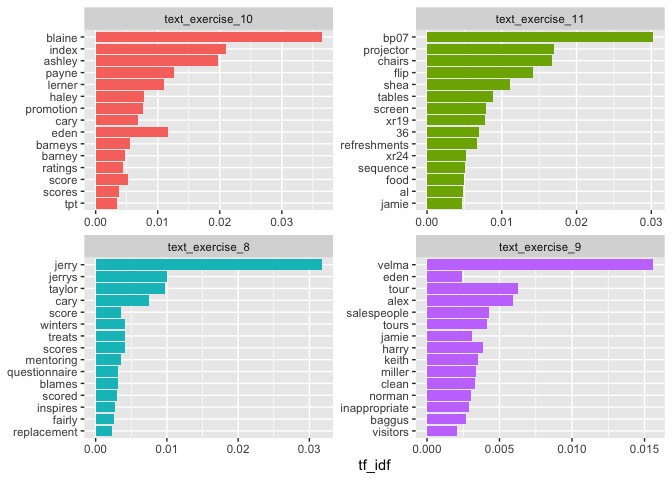 text_exercise_10
blaine
index
ashley
payne
lerner
haley
promotion
cary
eden
barneys
barney
ratings
score
scores
tpt
0.00 0.01 0.02 0.03
text_exercise_11
bp07
projector
chairs
flip
shea
tables
screen
xr19
36
refreshments
xr24
sequence
food
al
jamie
0.00 0.01 0.02 0.03
text_exercise_8
jerry
jerrys
taylor
cary
score
winters
treats
scores
mentoring
questionnaire
blames
scored
inspires
fairly
replacement
0.00 0.01 0.02 0.03
text_exercise_9
velma
eden
tour
alex
salespeople
tours
jamie
harry
keith
miller
clean
norman
inappropriate
baggus
visitors
0.000 0.005 0.010 0.015
tf_idf